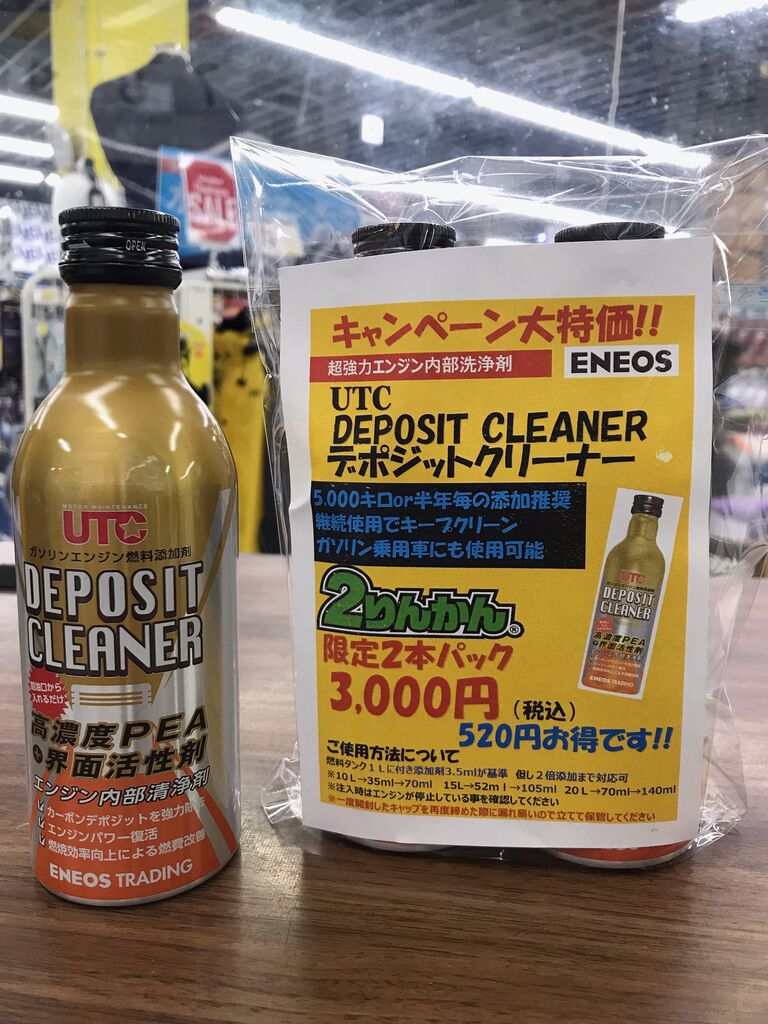 OPEN
MOTOR MAINTENANCE
UTC
ガソリンエンジン燃料添加剤
DEPOSIT
CLEANER
給油口から
入れるだけ
高濃度PEA
+界面活性剤
エンジン内部清浄剤
カーボンデポジットを強力除
エンジンパワー復活
燃焼効率向上による燃費改善
ENEOS TRADING
SALE
キャンペーン大特価!!
超強力エンジン内部洗浄剤
ENEOS
UTC
DEPOSIT CLEANER
デポジットクリーナー
5,000キロor半年毎の添加推奨
継続使用でキープクリーン
ガソリン乗用車にも使用可能
UTC
DEPOSIT
CLEANER
高濃度PEA
+界面活性剤
ENEOS TRADING
2りんかん®
限定2本パック
3,000円(税込)
520円お得です!!
ご使用方法について
燃料タンク1Lに付き添加剤3.5mlが基準 但し2倍添加まで対応可
※10L→35ml→70ml 15L→52ml→105ml 20L→70ml→140ml
※注入時はエンジンが停止している事を確認してください
※一度開封したキャップを再度締めた際に漏れ易いので立てて保管してください